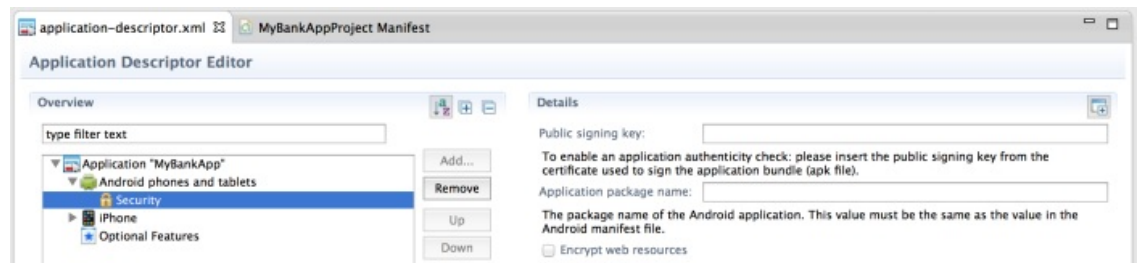 application-descriptor.xml MyBankAppProject Manifest
Application Descriptor Editor
Overview
type filter text
Application "MyBankApp"
Android phones and tablets
Security
iPhone
Optional Features
Add...
Remove
Up
Down
Details
Public signing key:
To enable an application authenticity check: please insert the public signing key from the
certificate used to sign the application bundle (apk file).
Application package name:
The package name of the Android application. This value must be the same as the value in the
Android manifest file.
Encrypt web resources